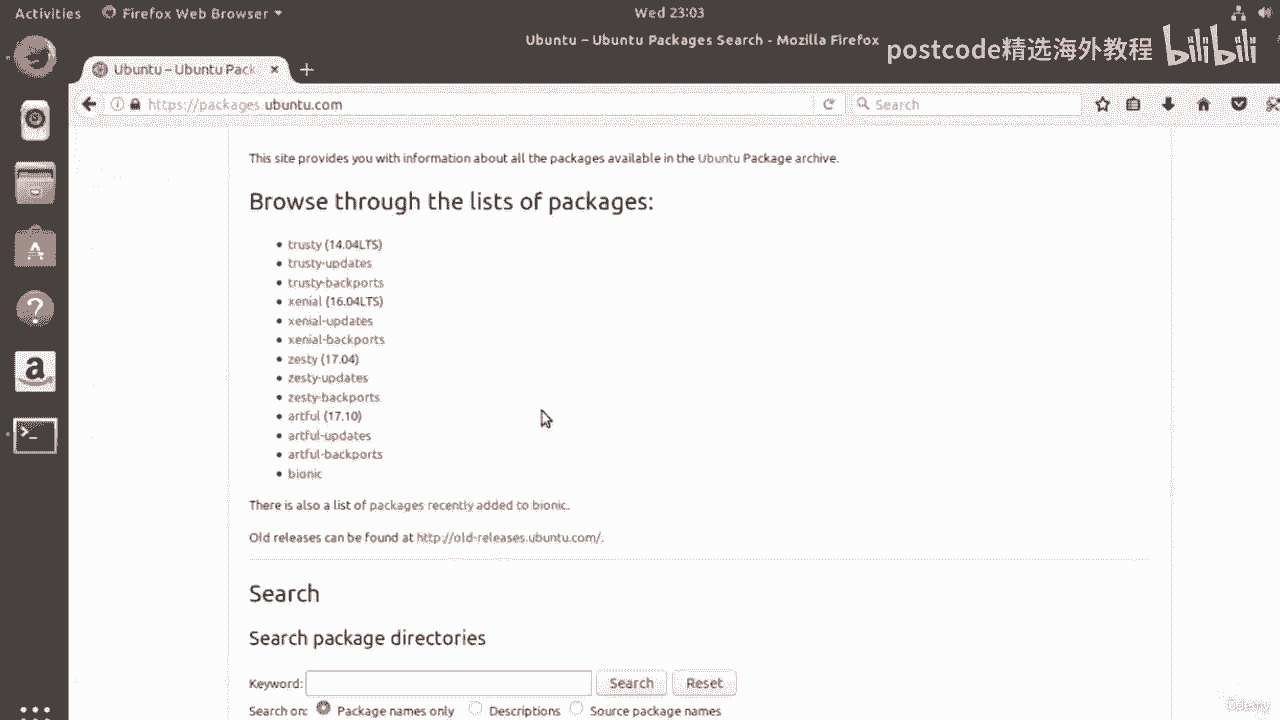 Activities Firefox Web Browser Wed 23:03
Ubuntu – Ubuntu Packages Search - Mozilla Firefox
postcode精选海外教程 bilibili
Ubuntu – Ubuntu Pack
https://packages.ubuntu.com Search
This site provides you with information about all the packages available in the Ubuntu Package archive.
Browse through the lists of packages:
trusty (14.04LTS)
trusty-updates
trusty-backports
xenial (16.04LTS)
xenial-updates
xenial-backports
zesty (17.04)
zesty-updates
zesty-backports
artful (17.10)
artful-updates
artful-backports
bionic
There is also a list of packages recently added to bionic.
Old releases can be found at http://old-releases.ubuntu.com/.
Search
Search package directories
Keyword: Search Reset
Search on: Package names only Descriptions Source package names
Udemy